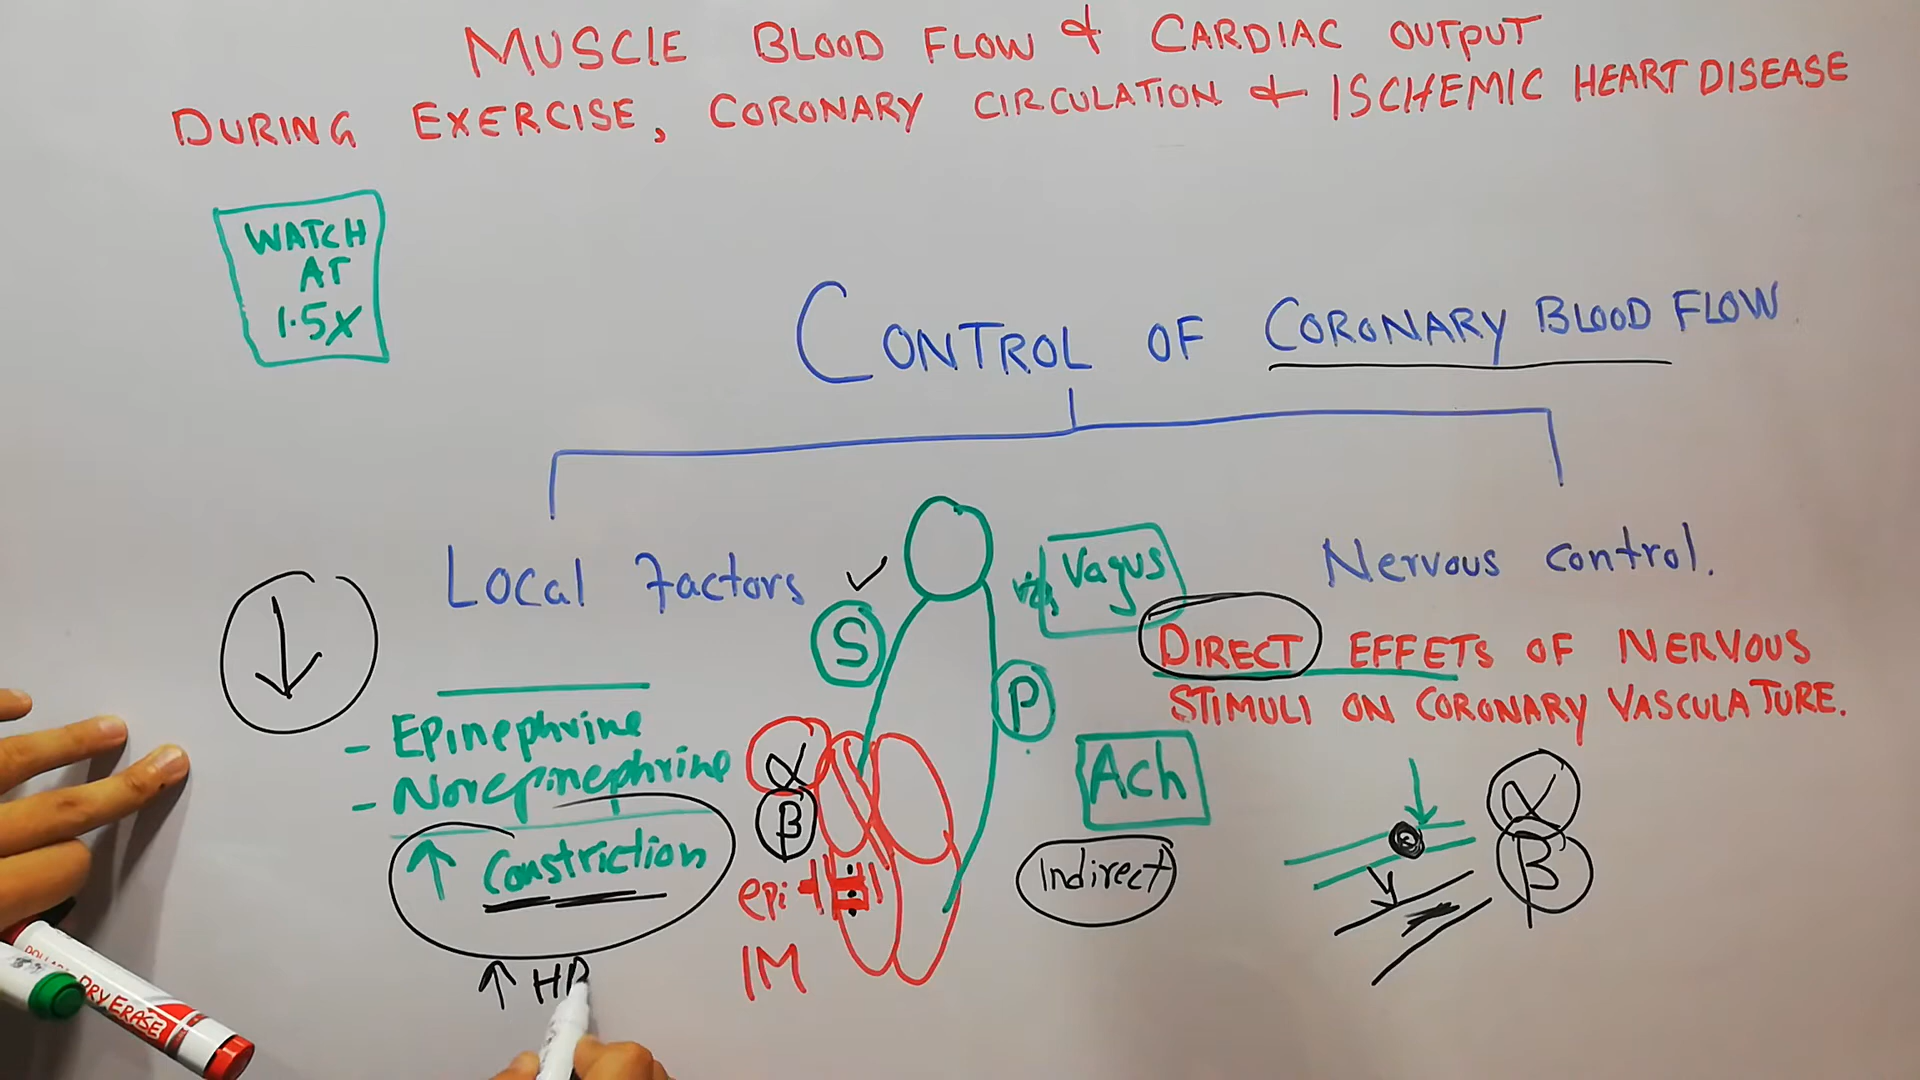 MUSCLE BLOOD FLOW & CARDIAC OUTPUT
DURING EXERCISE, CORONARY CIRCULATION & ISCHEMIC HEART DISEASE
WATCH
AT
1.5X
CONTROL OF CORONARY BLOOD FLOW
Local Factors
Nervous control.
S
P
Vagus
DIRECT EFFETS OF NERVOUS
STIMULI ON CORONARY VASCULATURE.
↓
- Epinephrine
- Norepinephrine
↑ Constriction
↑ HR
α
β
epi
IM
Ach
Indirect
α
β
DRY ERASE